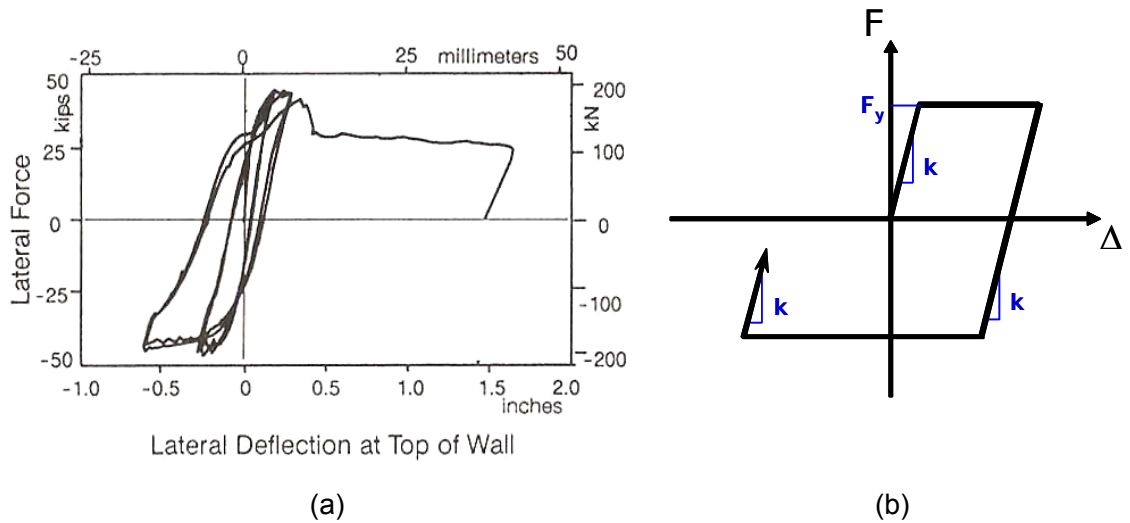 -25 0 25 millimeters 50
50 200
kips kN
25 100
0 0
-25 -100
-50 -200
Lateral Force
-1.0 -0.5 0 0.5 1.0 1.5 2.0
inches
Lateral Deflection at Top of Wall
(a)
F
Fy
k
Δ
k
k
(b)